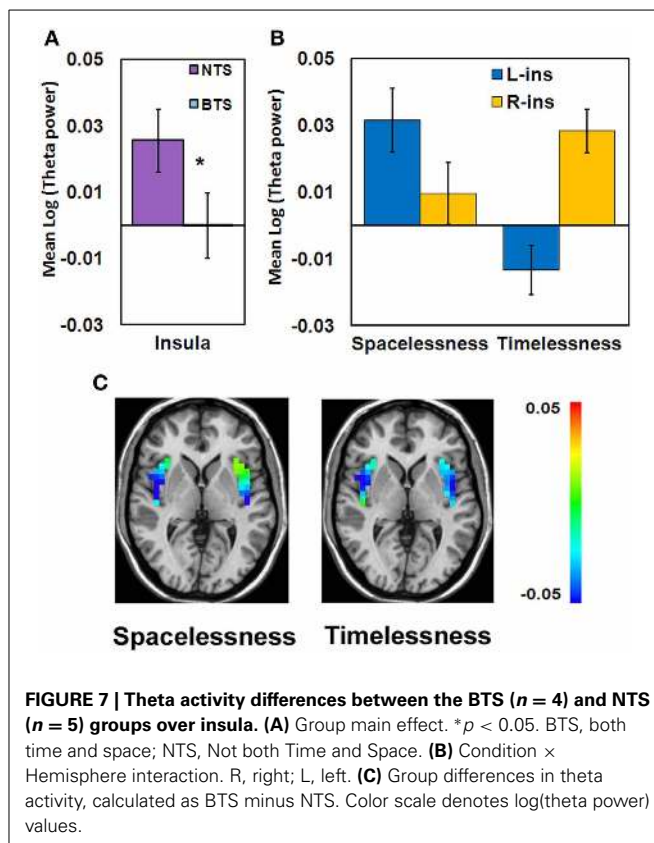 A
B
0.05
0.03
0.01
-0.01
-0.03
Mean Log (Theta power)
NTS
BTS
*
Insula
0.05
0.03
0.01
-0.01
-0.03
Mean Log (Theta power)
L-ins
R-ins
Spacelessness Timelessness
C
0.05
-0.05
Spacelessness Timelessness
FIGURE 7 | Theta activity differences between the BTS (n = 4) and NTS
(n = 5) groups over insula. (A) Group main effect. *p < 0.05. BTS, both
time and space; NTS, Not both Time and Space. (B) Condition ×
Hemisphere interaction. R, right; L, left. (C) Group differences in theta
activity, calculated as BTS minus NTS. Color scale denotes log(theta power)
values.